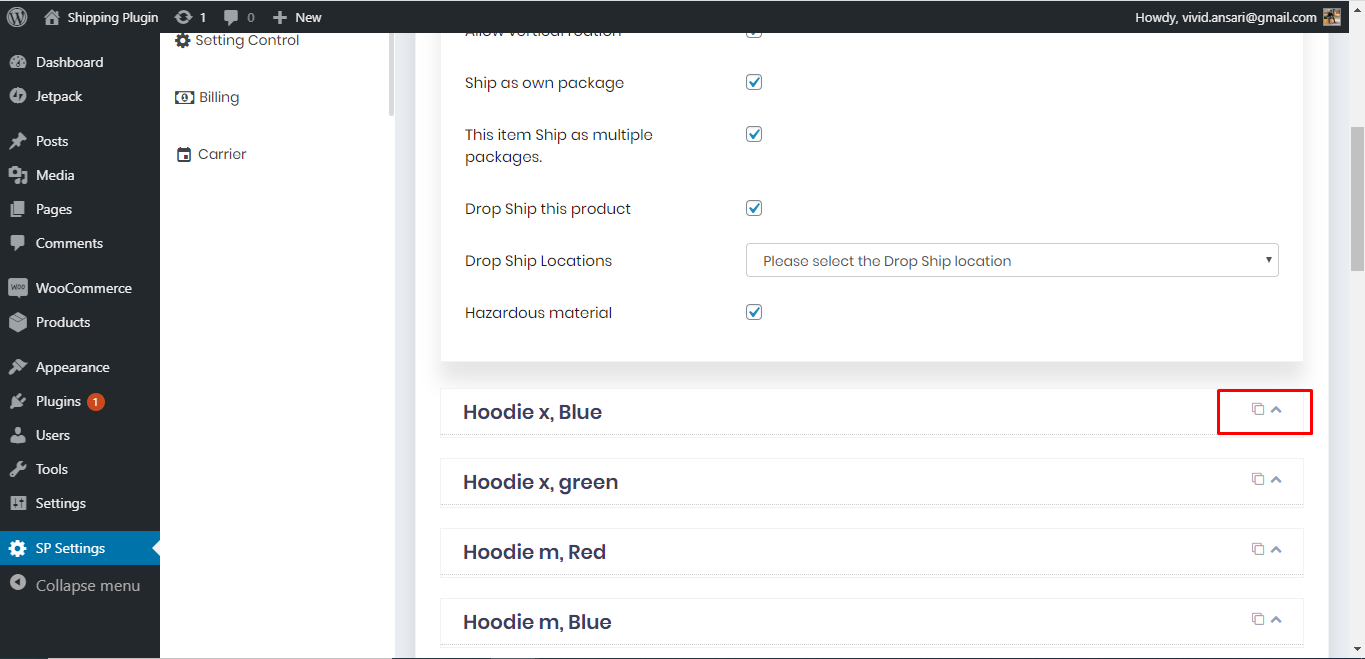 Shipping Plugin 1 0 New Howdy, vivid.ansari@gmail.com
Dashboard
Jetpack
Posts
Media
Pages
Comments
WOO WooCommerce
Products
Appearance
Plugins 1
Users
Tools
Settings
SP Settings
Collapse menu
Setting Control
Billing
Carrier
Ship as own package
This item Ship as multiple
packages.
Drop Ship this product
Drop Ship Locations Please select the Drop Ship location
Hazardous material
Hoodie x, Blue
Hoodie x, green
Hoodie m, Red
Hoodie m, Blue